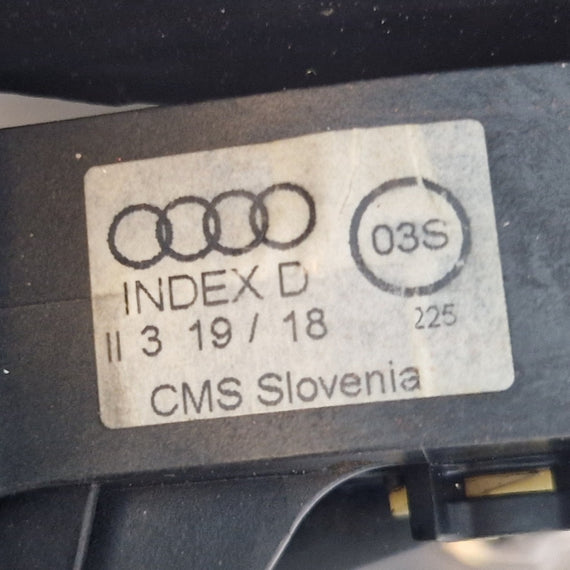 03S
INDEX D
II 3 19 / 18
225
CMS Slovenia